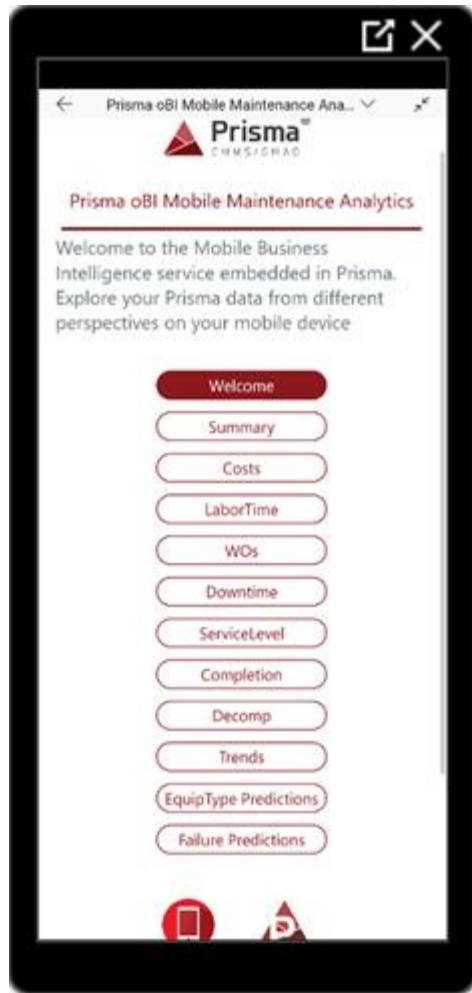 Prisma oBI Mobile Maintenance Ana...
Prisma®
CMMS/GMAO
Prisma oBI Mobile Maintenance Analytics
Welcome to the Mobile Business
Intelligence service embedded in Prisma.
Explore your Prisma data from different
perspectives on your mobile device
Welcome
Summary
Costs
LaborTime
WOs
Downtime
ServiceLevel
Completion
Decomp
Trends
EquipType Predictions
Failure Predictions